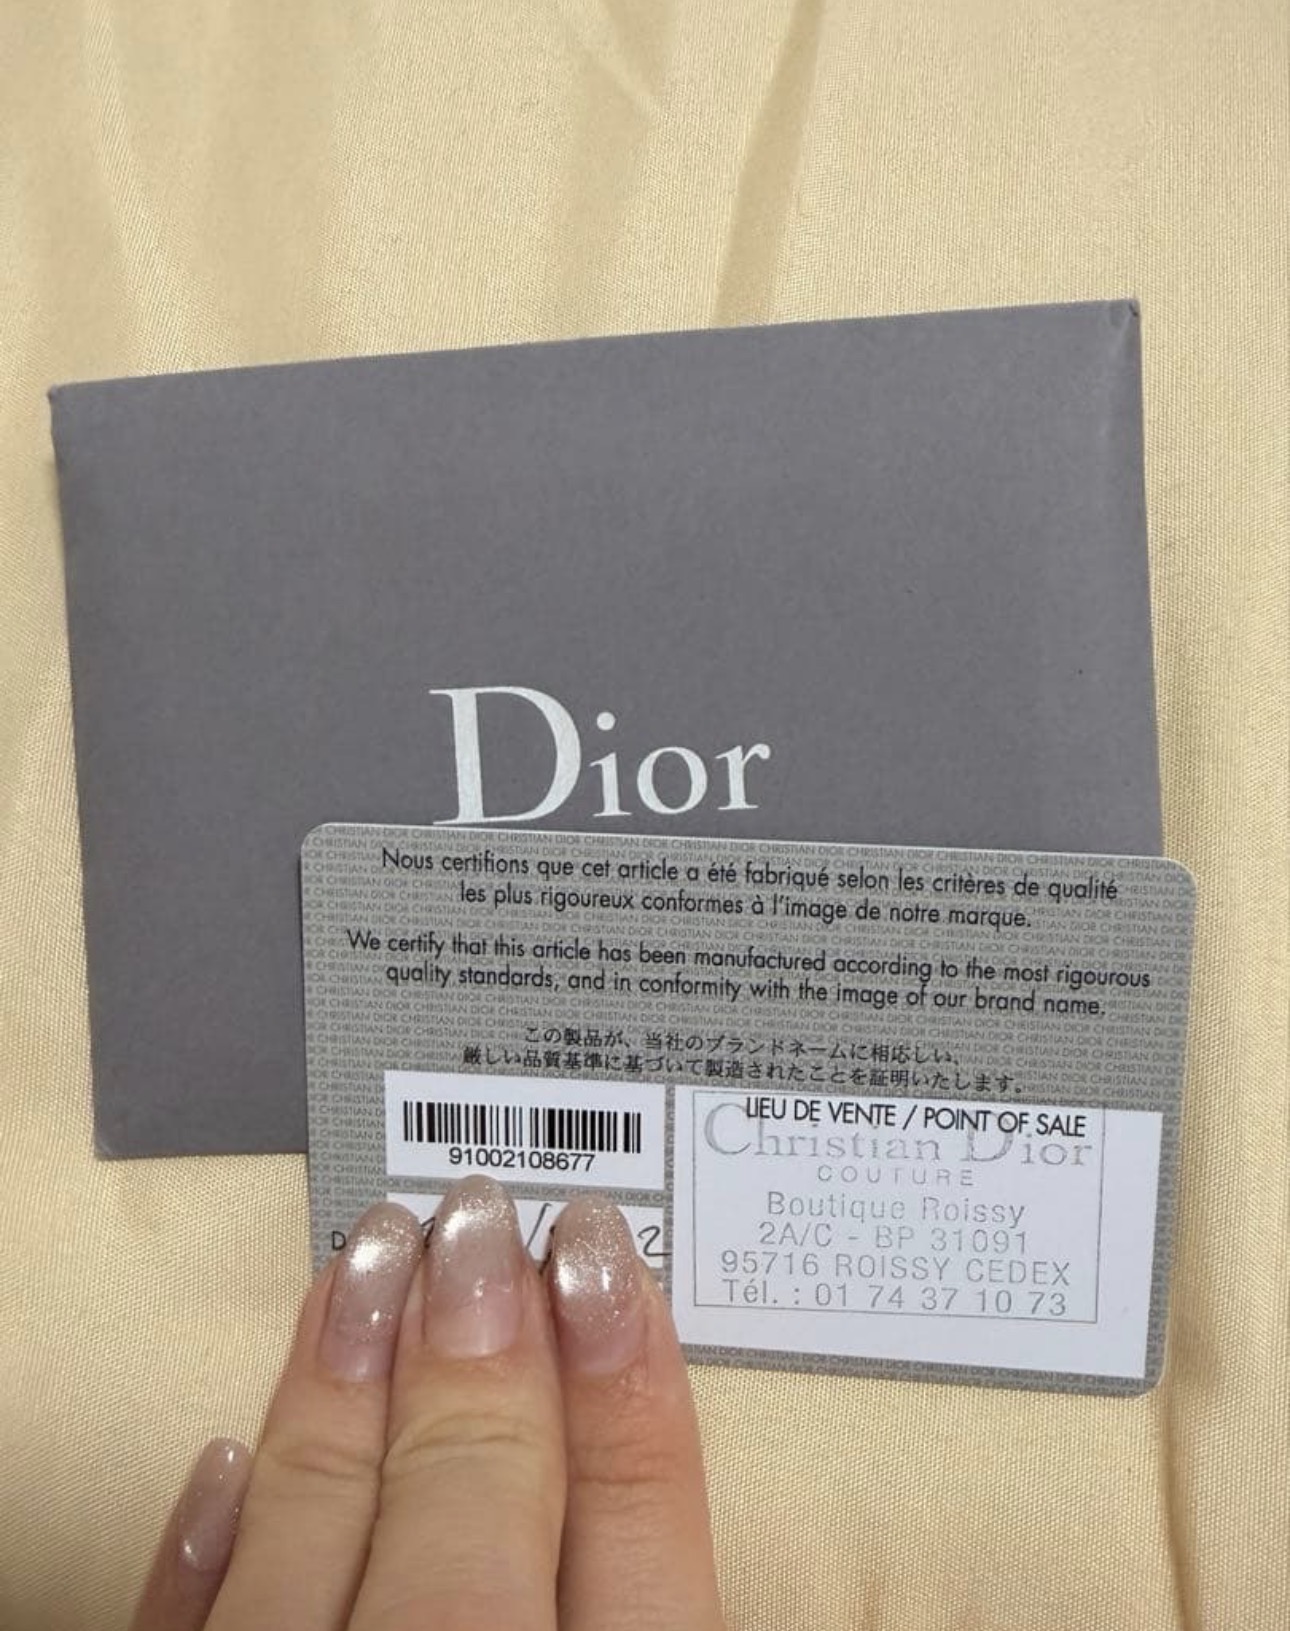 Dior
Nous certifions que cet article a été fabriqué selon les critères de qualité
les plus rigoureux conformes à l'image de notre marque.
We certify that this article has been manufactured according to the most rigourous
quality standards, and in conformity with the image of our brand name.
この製品が、当社のブランドネームに相応しい、
厳しい品質基準に基づいて製造されたことを証明いたします。
91002108677
LIEU DE VENTE / POINT OF SALE
Christian Dior
COUTURE
Boutique Roissy
2A/C - BP 31091
95716 ROISSY CEDEX
Tél. : 01 74 37 10 73